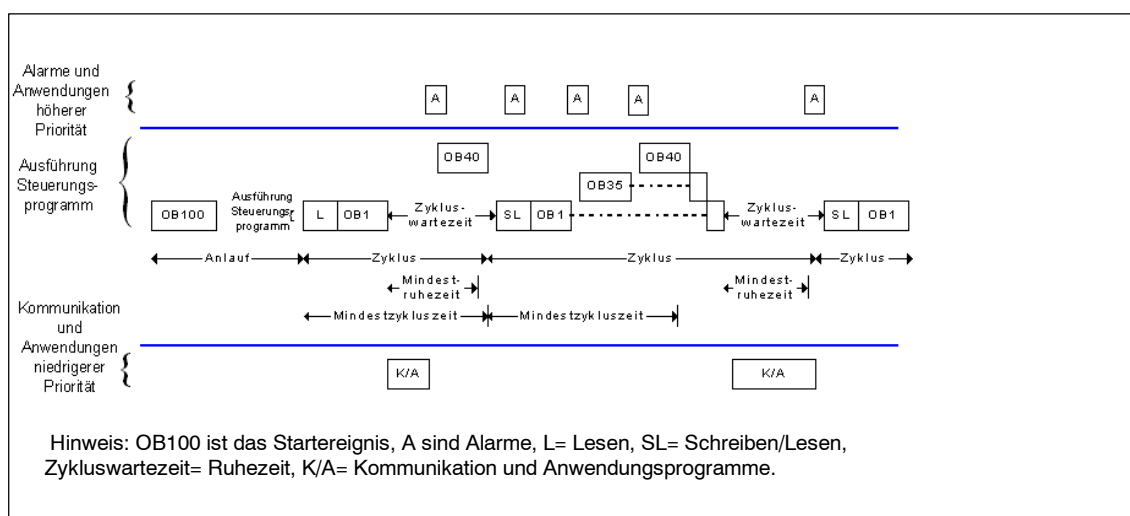 Alarme und
Anwendungen
höherer
Priorität
A A A A A
Ausführung
Steuerungs-
programm
OB40 OB40
OB35
OB100
Ausführung
Steuerungs-
programm
L OB1
Zyklus-
wartezeit
SL OB1
Zyklus-
wartezeit
SL OB1
Anlauf Zyklus Zyklus Zyklus
Mindest-
ruhezeit
Mindest-
ruhezeit
Mindestzykluszeit Mindestzykluszeit
Kommunikation
und
Anwendungen
niedrigerer
Priorität
K/A K/A
Hinweis: OB100 ist das Startereignis, A sind Alarme, L= Lesen, SL= Schreiben/Lesen,
Zykluswartezeit= Ruhezeit, K/A= Kommunikation und Anwendungsprogramme.